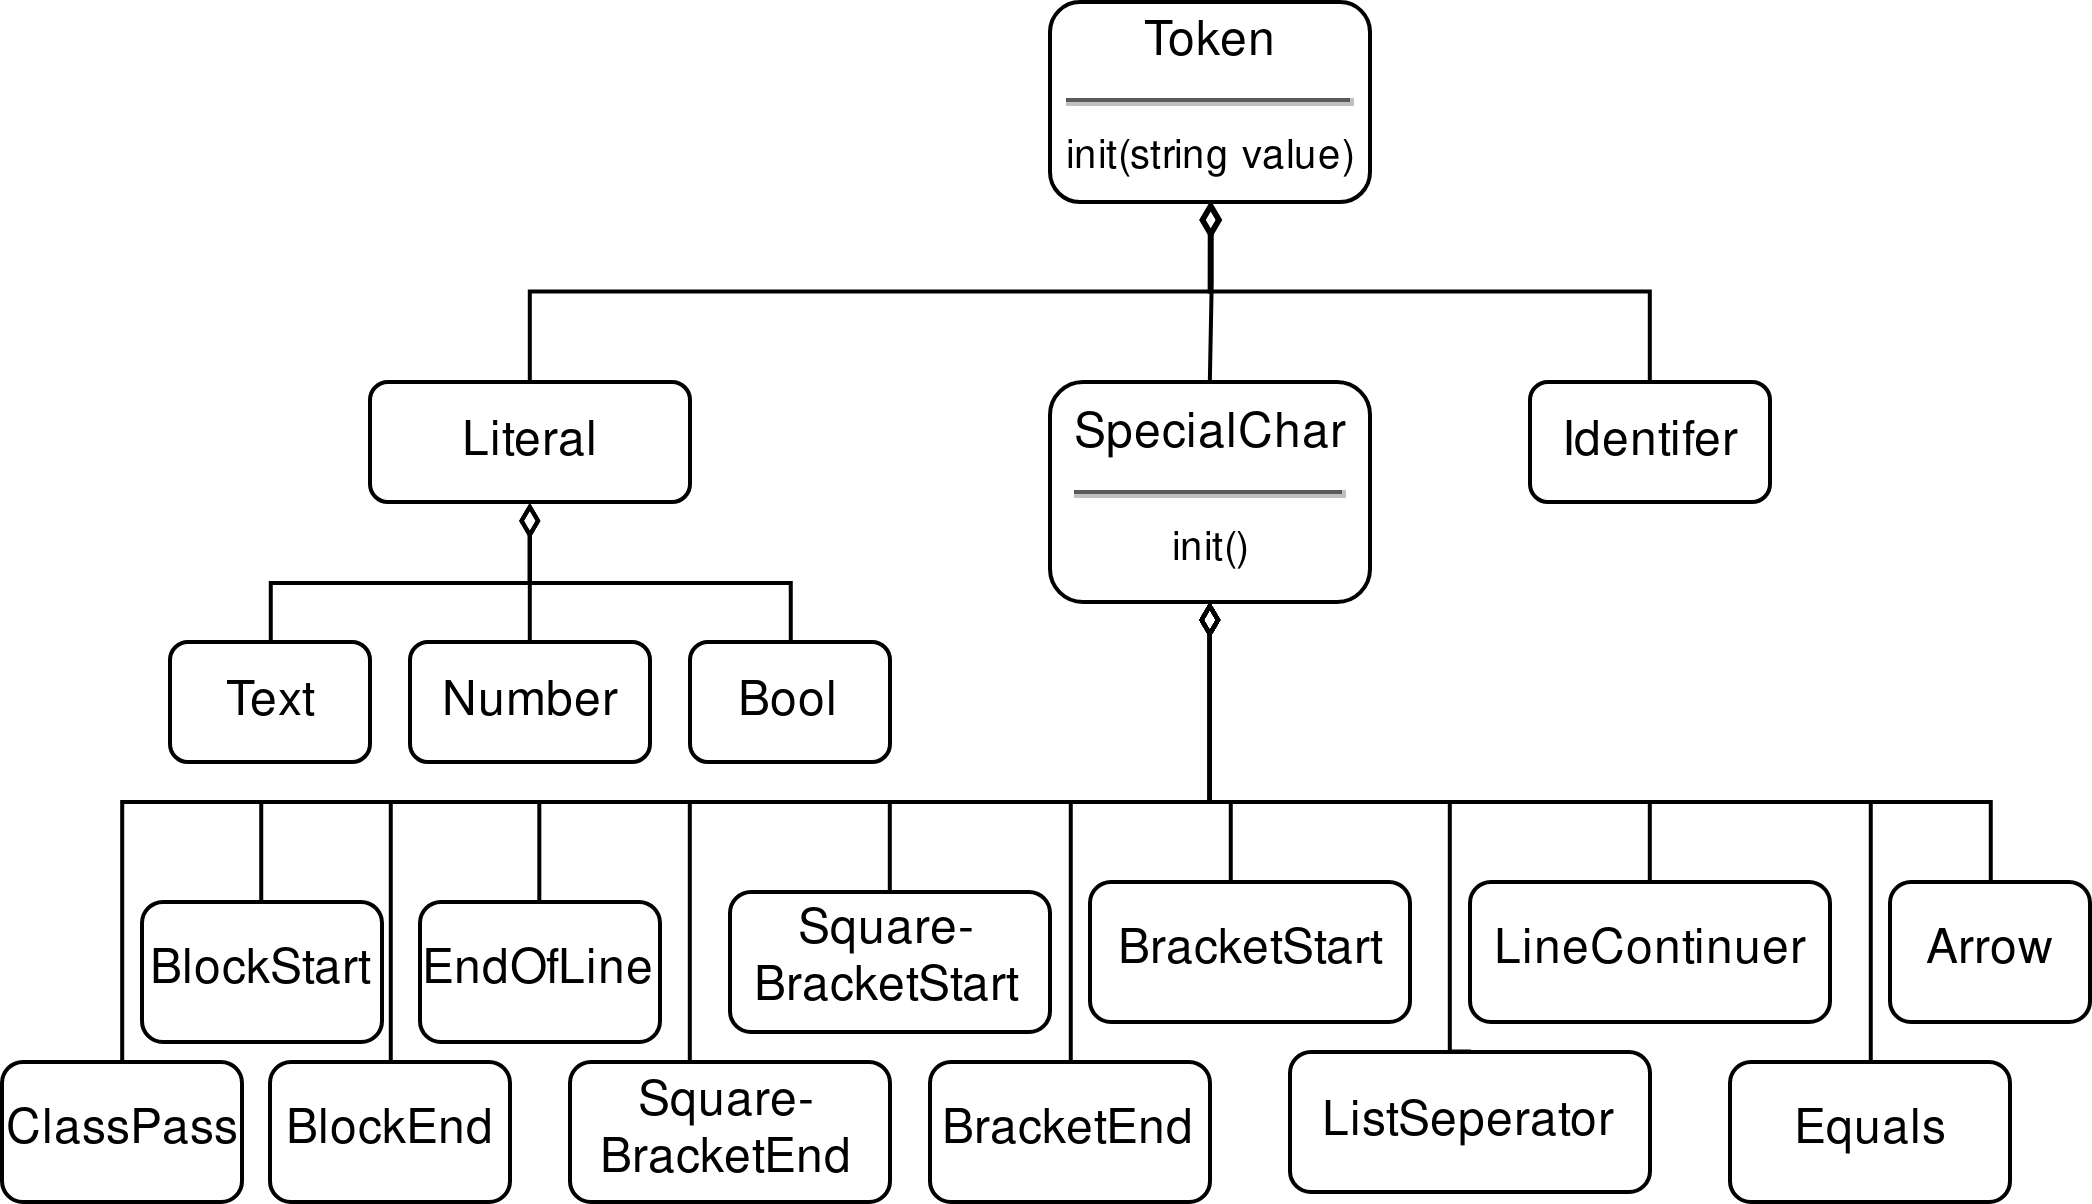 Token
init(string value)
Literal
SpecialChar
init()
Identifer
Text
Number
Bool
BlockStart
EndOfLine
Square-
BracketStart
BracketStart
LineContinuer
Arrow
ClassPass
BlockEnd
Square-
BracketEnd
BracketEnd
ListSeperator
Equals